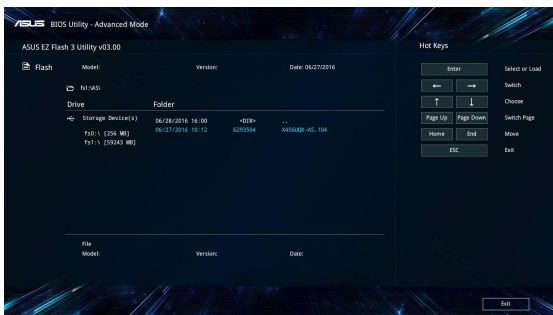 ASUS BIOS Utility - Advanced Mode
ASUS EZ Flash 3 Utility v03.00
Hot Keys
Flash
Model: Version: Date: 06/27/2016
fs1:\AS\
Drive Folder
Storage Device(s)
fs0:\ [256 MB]
fs1:\ [59243 MB]
06/28/2016 16:00 <DIR> ..
06/27/2016 10:12 6293504 X456UQK-AS.104
File
Model: Version: Date:
Enter Select or Load
← → Switch
↑ ↓ Choose
Page Up Page Down Switch Page
Home End Move
ESC Exit
Exit